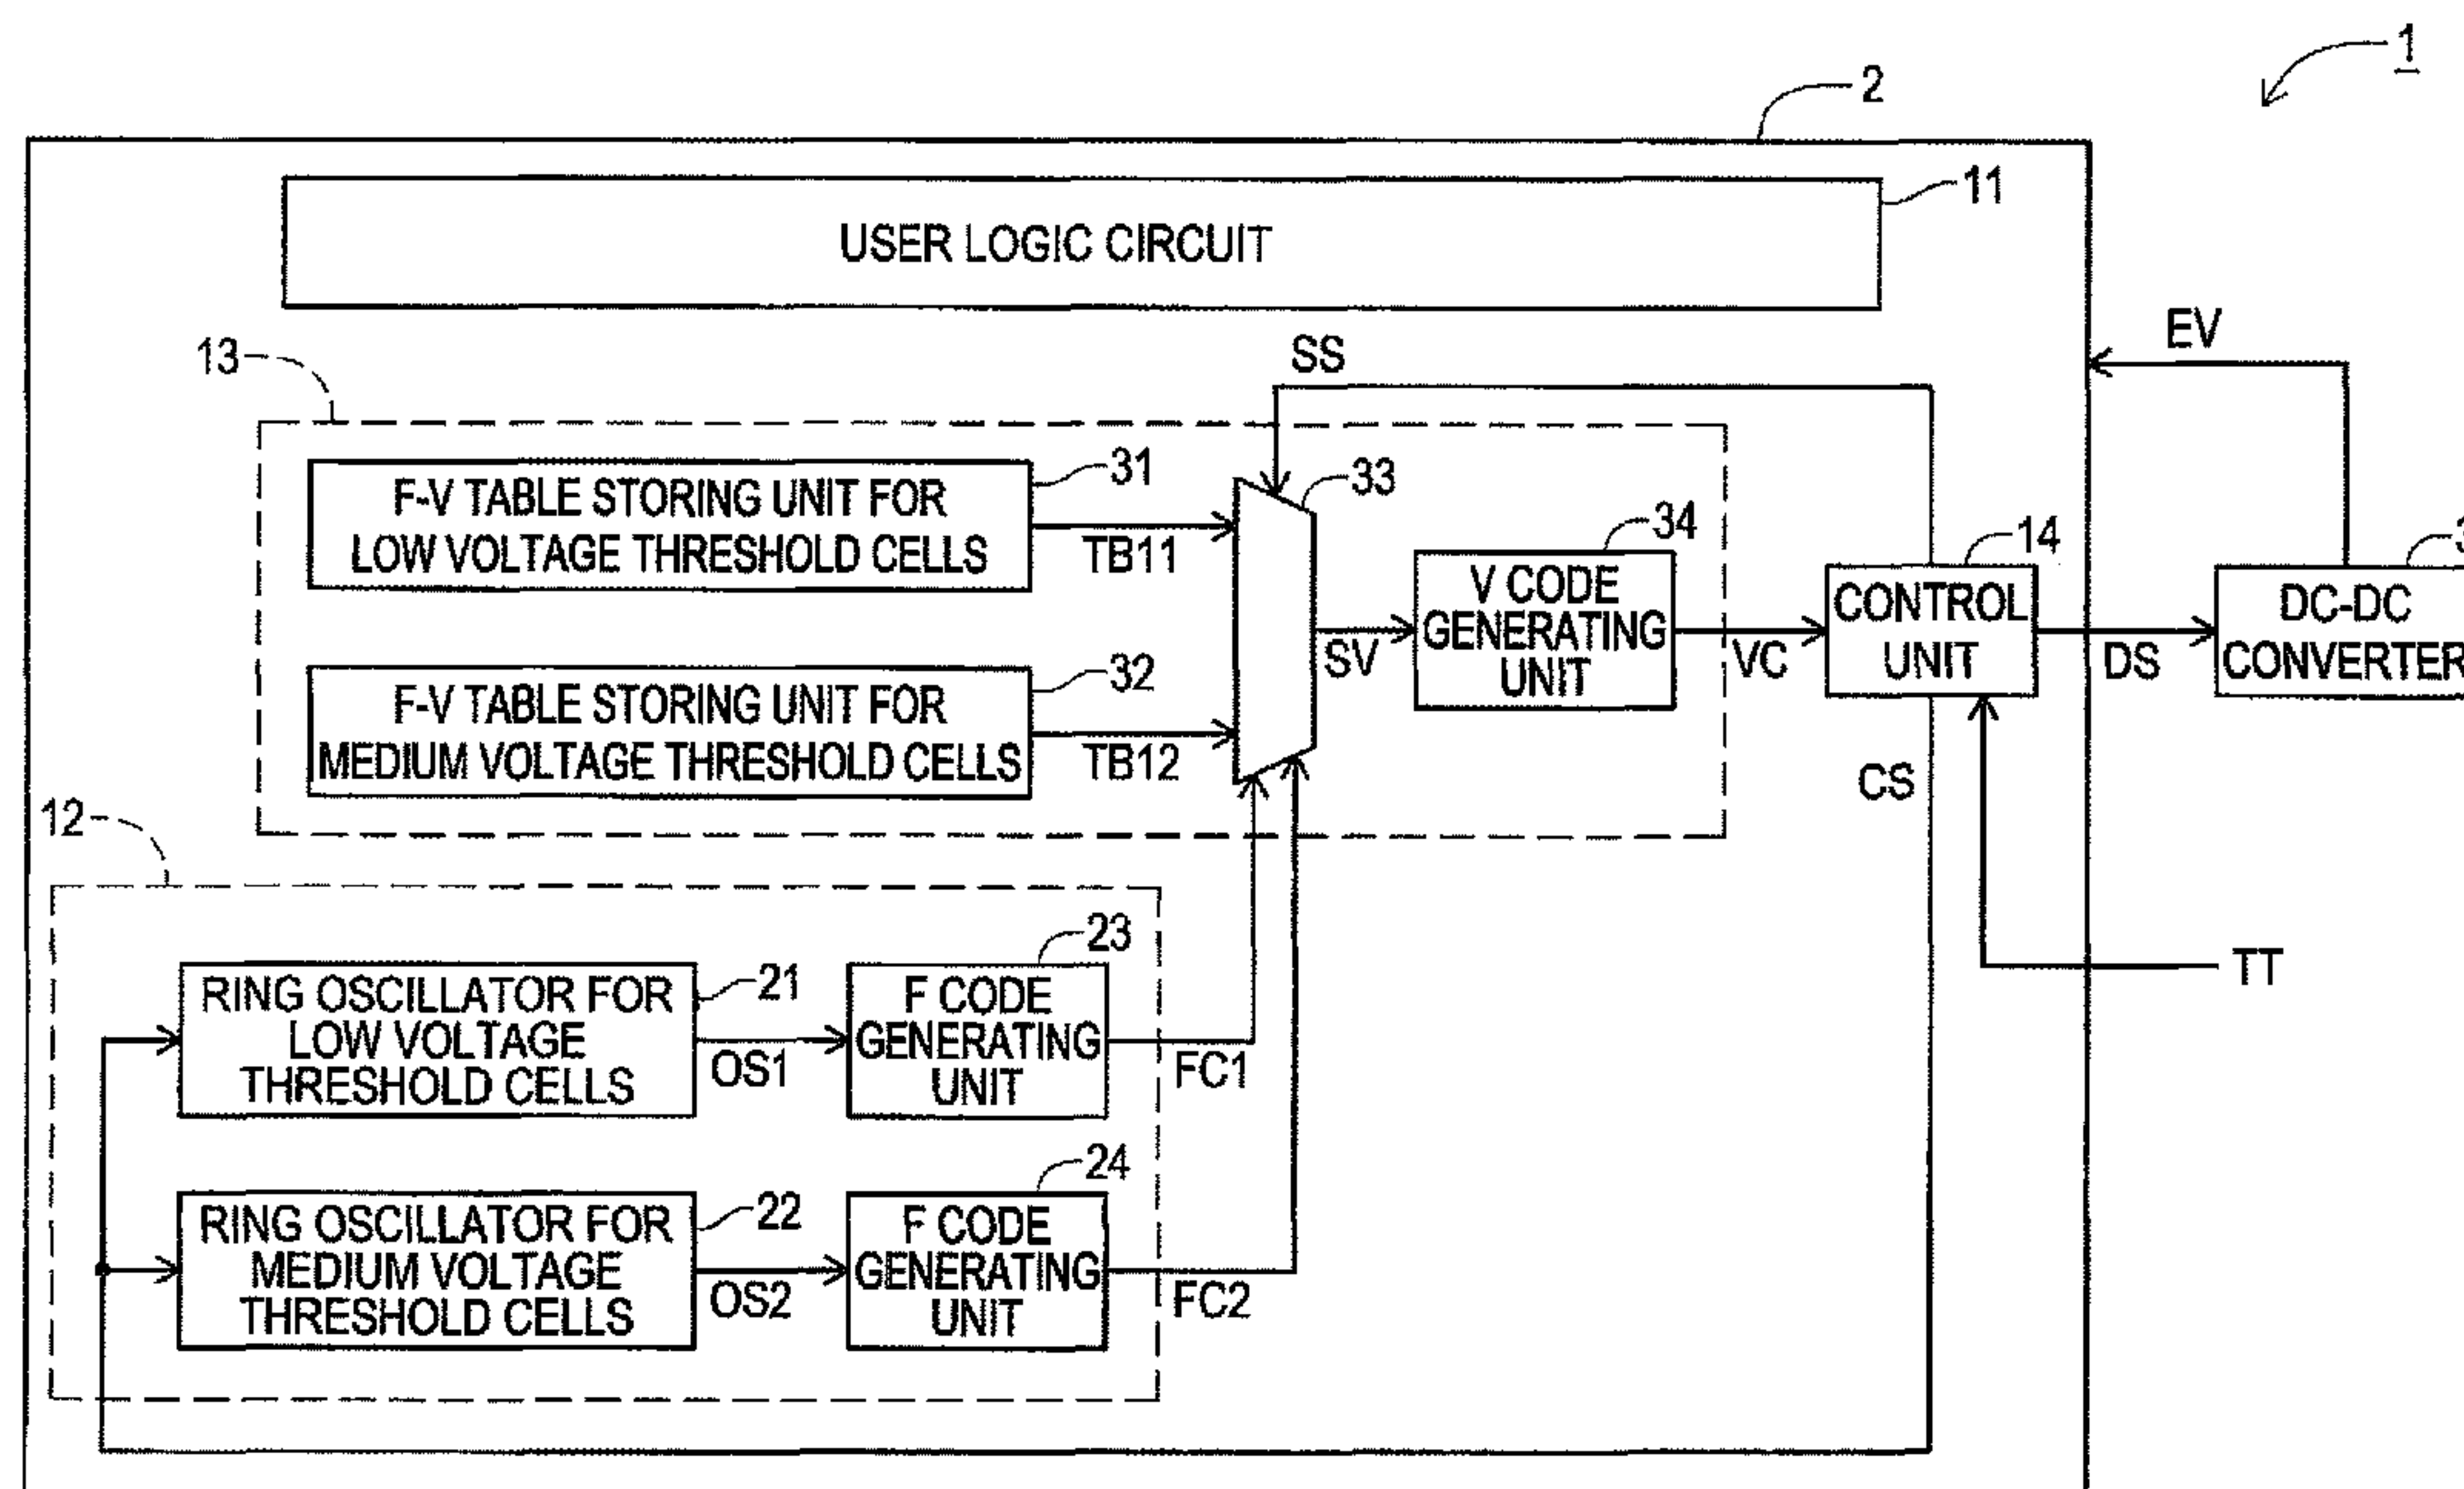 1
2
11
USER LOGIC CIRCUIT
EV
13
SS
31
F-V TABLE STORING UNIT FOR
LOW VOLTAGE THRESHOLD CELLS
TB11
33
34
V CODE
GENERATING
UNIT
SV
VC
14
CONTROL
UNIT
DS
3
DC-DC
CONVERTER
32
F-V TABLE STORING UNIT FOR
MEDIUM VOLTAGE THRESHOLD CELLS
TB12
CS
12
TT
21
RING OSCILLATOR FOR
LOW VOLTAGE
THRESHOLD CELLS
OS1
23
F CODE
GENERATING
UNIT
FC1
22
RING OSCILLATOR FOR
MEDIUM VOLTAGE
THRESHOLD CELLS
OS2
24
F CODE
GENERATING
UNIT
FC2